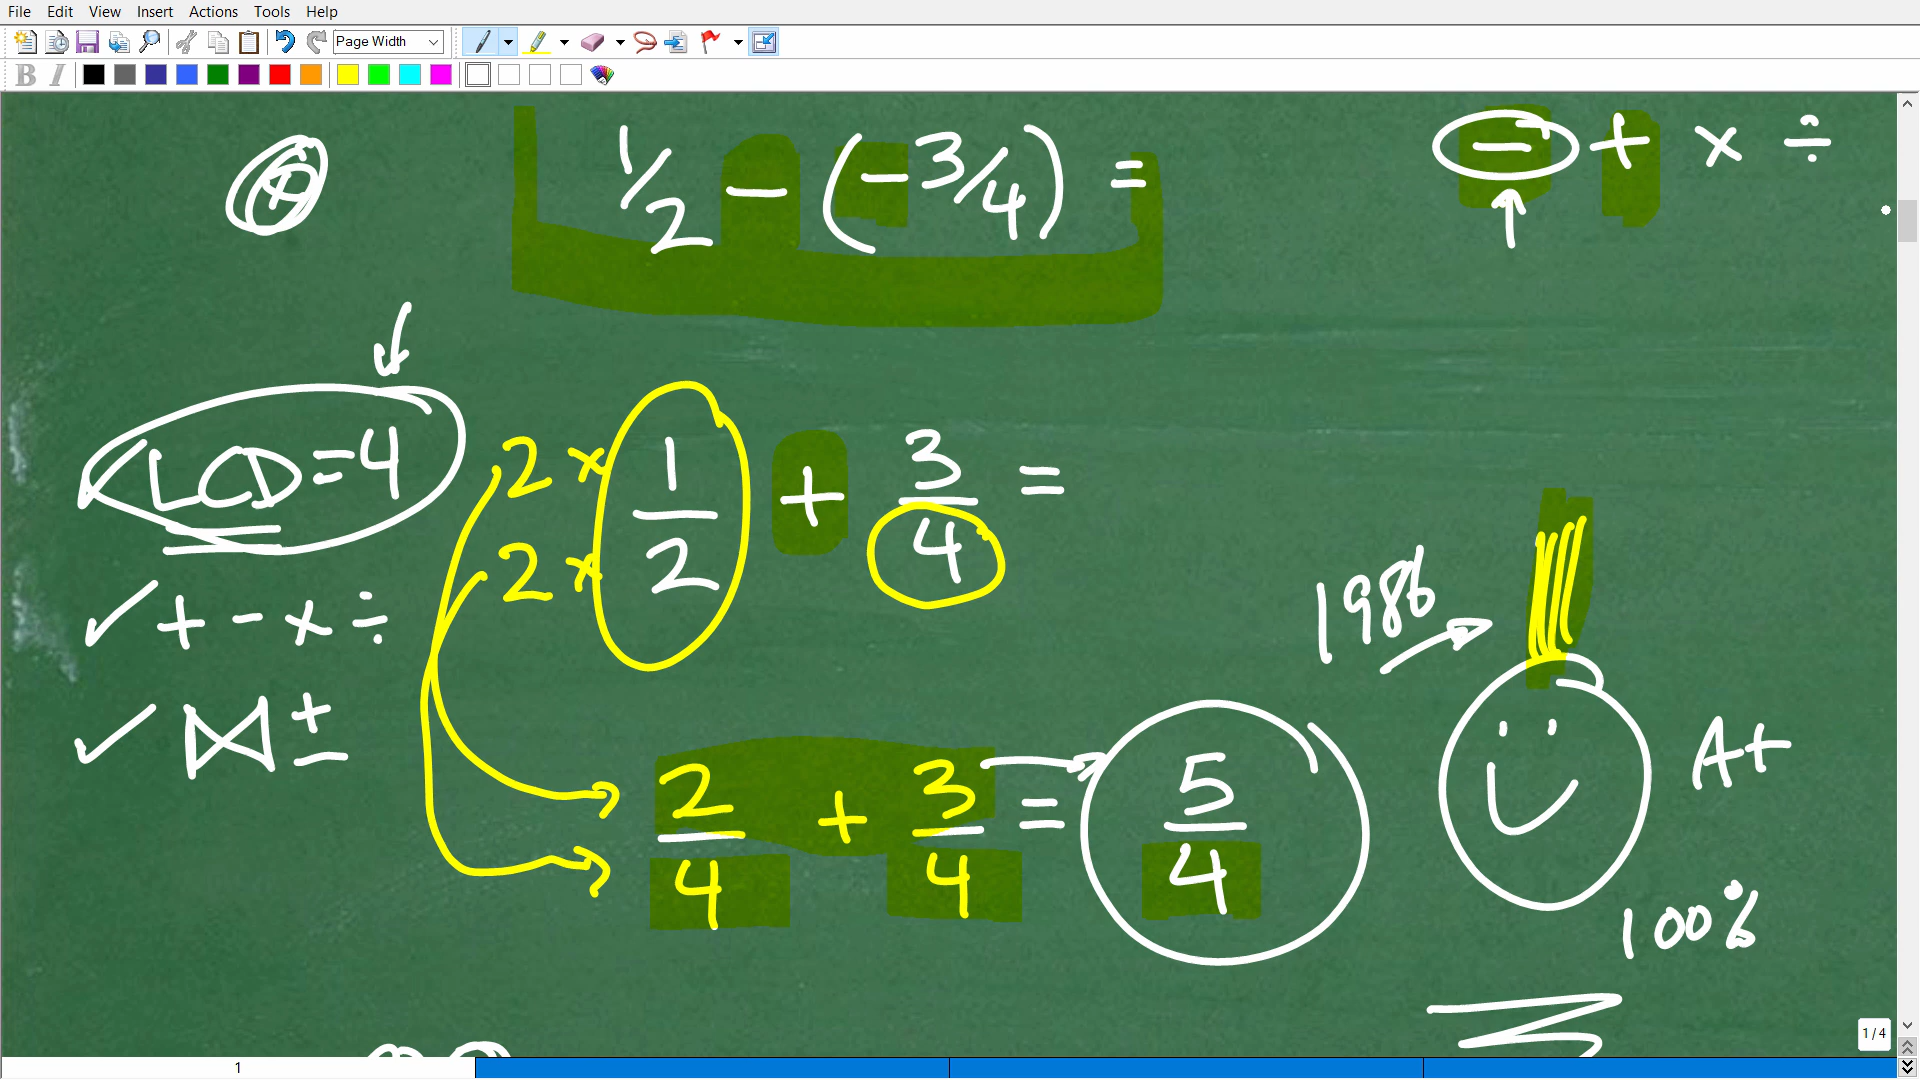 File Edit View Insert Actions Tools Help
Page Width
B I
1/2 - (-3/4) =
- + × ÷
LCD=4
2 × 1/2 + 3/4 =
2 ×
+ - × ÷
+
-
1986
2/4 + 3/4 = 5/4
A+
100%
1 / 4
1